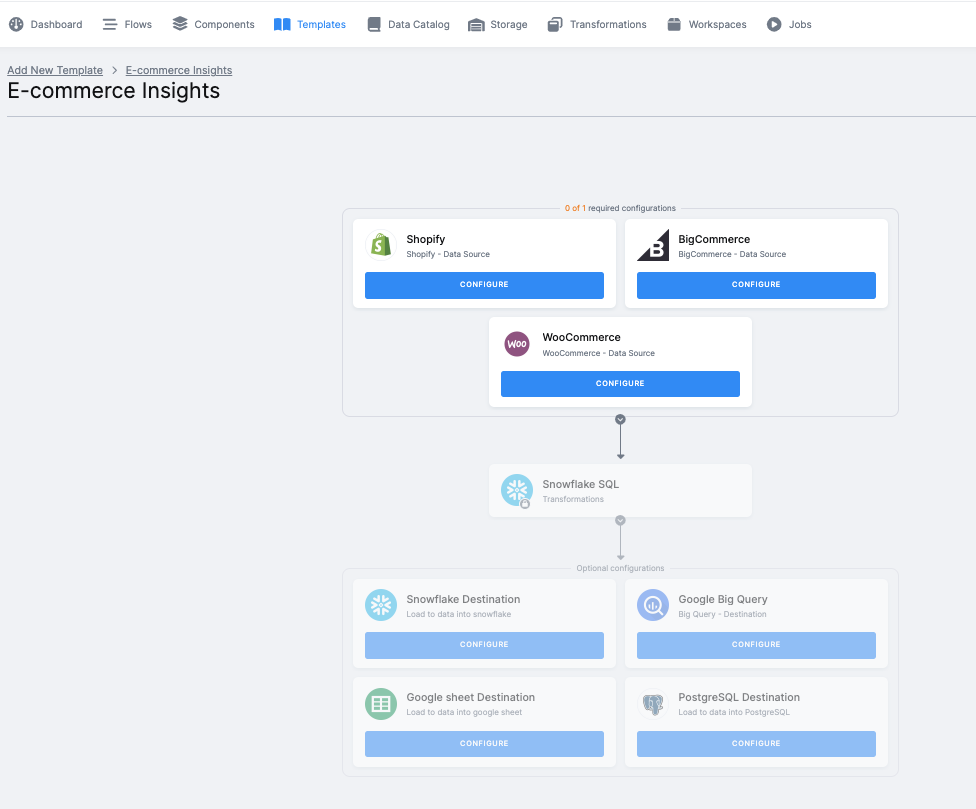 Dashboard Flows Components Templates Data Catalog Storage Transformations Workspaces Jobs
Add New Template > E-commerce Insights
E-commerce Insights
0 of 1 required configurations
Shopify
Shopify - Data Source
CONFIGURE
BigCommerce
BigCommerce - Data Source
CONFIGURE
Woo
WooCommerce
WooCommerce - Data Source
CONFIGURE
Snowflake SQL
Transformations
Optional configurations
Snowflake Destination
Load to data into snowflake
CONFIGURE
Google Big Query
Big Query - Destination
CONFIGURE
Google sheet Destination
Load to data into google sheet
CONFIGURE
PostgreSQL Destination
Load to data into PostgreSQL
CONFIGURE